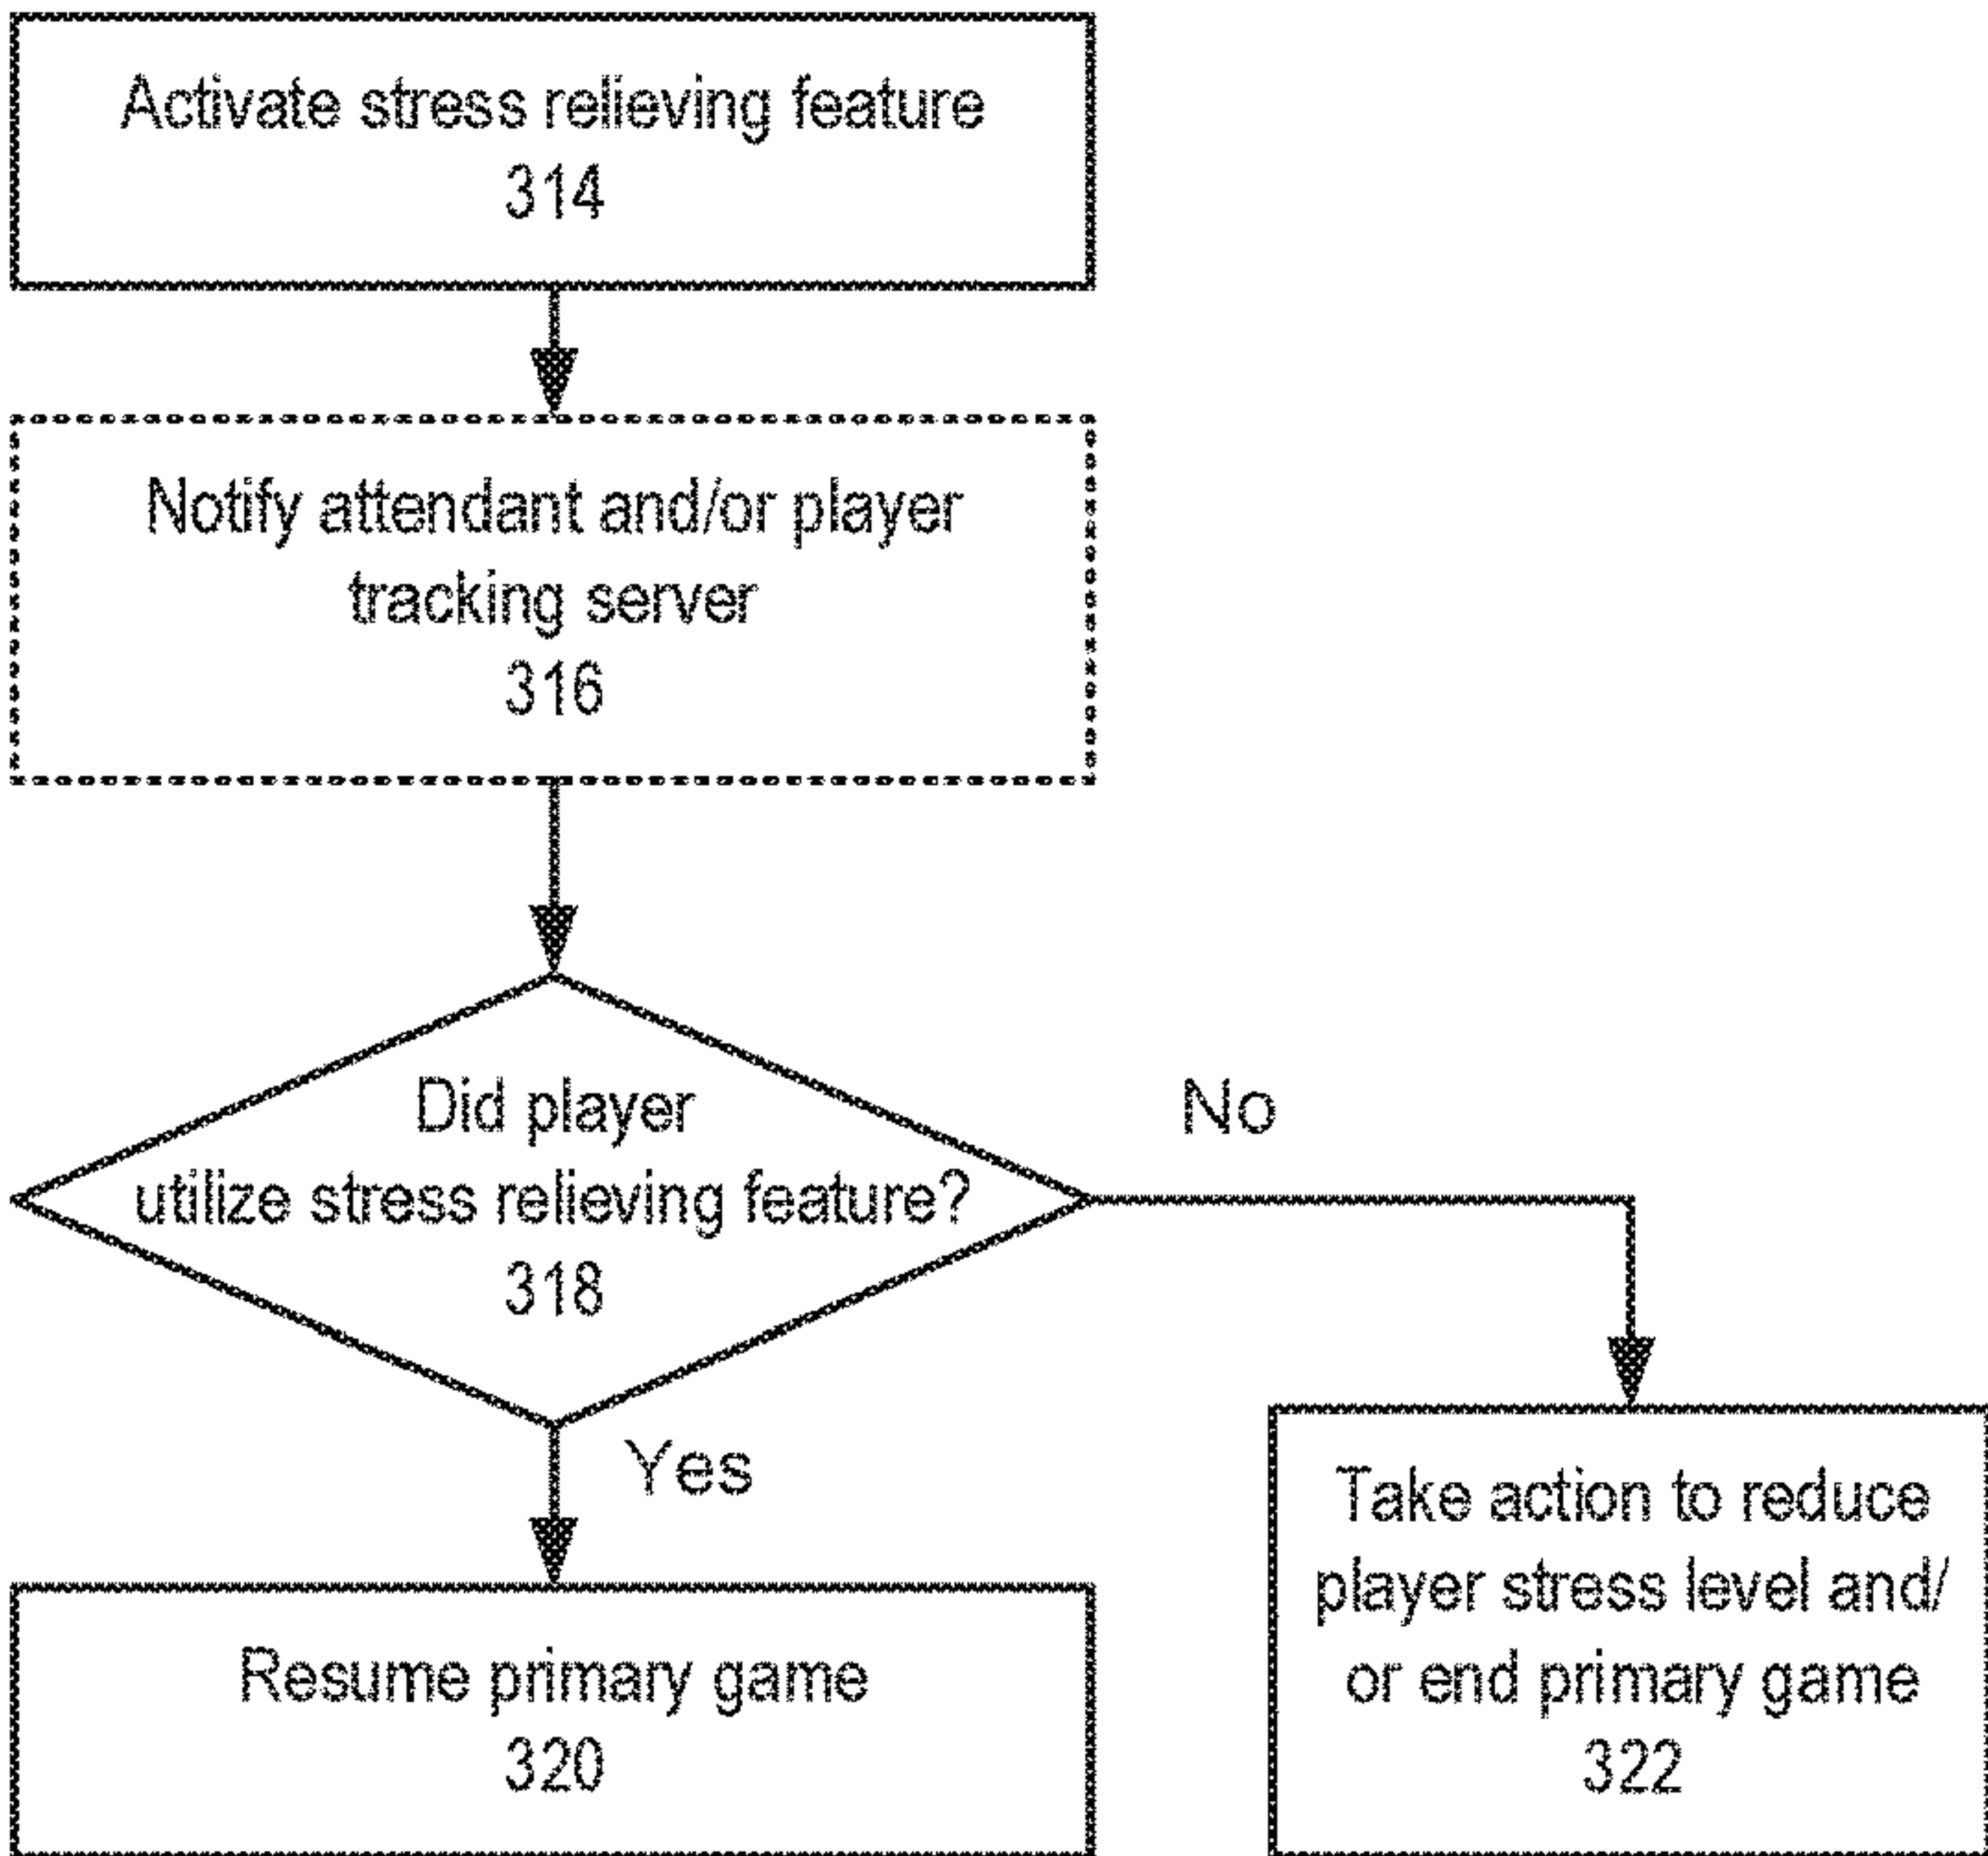 Activate stress relieving feature
314
Notify attendant and/or player
tracking server
316
Did player
utilize stress relieving feature?
318
No
Yes
Take action to reduce
player stress level and/
or end primary game
322
Resume primary game
320